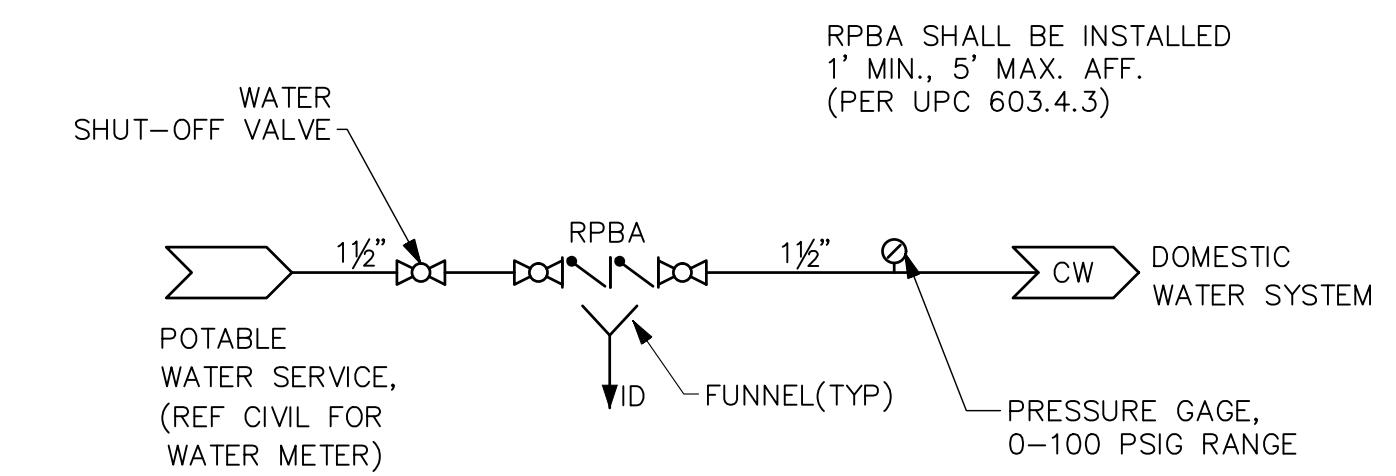 RPBA SHALL BE INSTALLED
1' MIN., 5' MAX. AFF.
(PER UPC 603.4.3)
WATER
SHUT-OFF VALVE
RPBA
1½"
1½"
CW
DOMESTIC
WATER SYSTEM
POTABLE
WATER SERVICE,
(REF CIVIL FOR
WATER METER)
ID
FUNNEL(TYP)
PRESSURE GAGE,
0-100 PSIG RANGE